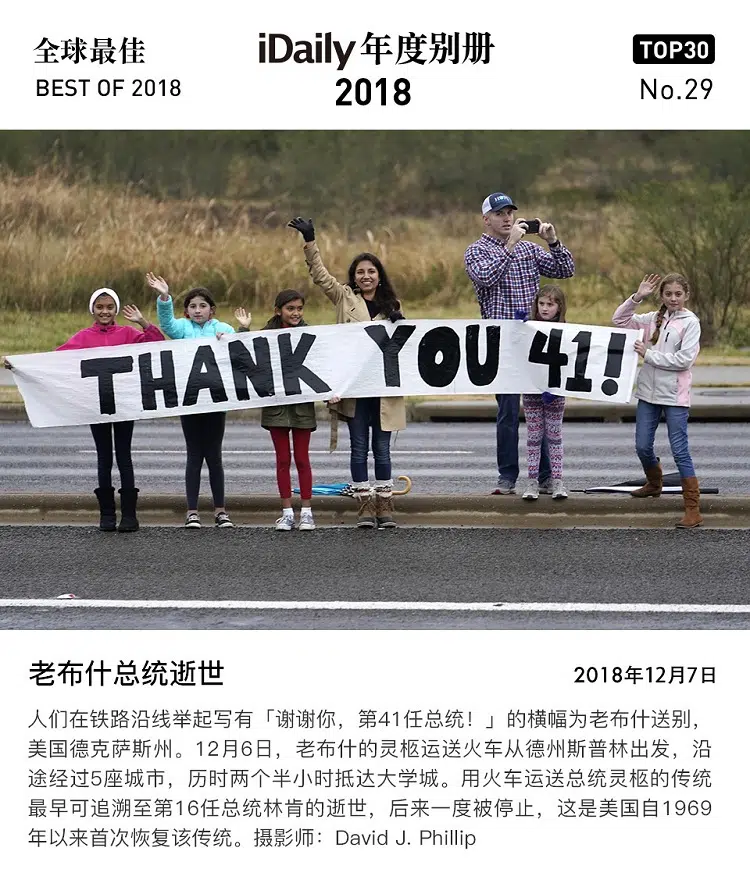 全球最佳
BEST OF 2018
iDaily 年度别册
2018
TOP30
No.29
THANK YOU 41!
老布什总统逝世
2018年12月7日
人们在铁路沿线举起写有「谢谢你，第41任总统！」的横幅为老布什送别，
美国德克萨斯州。12月6日，老布什的灵柩运送火车从德州斯普林出发，沿
途经过5座城市，历时两个半小时抵达大学城。用火车运送总统灵柩的传统
最早可追溯至第16任总统林肯的逝世，后来一度被停止，这是美国自1969
年以来首次恢复该传统。摄影师：David J. Phillip